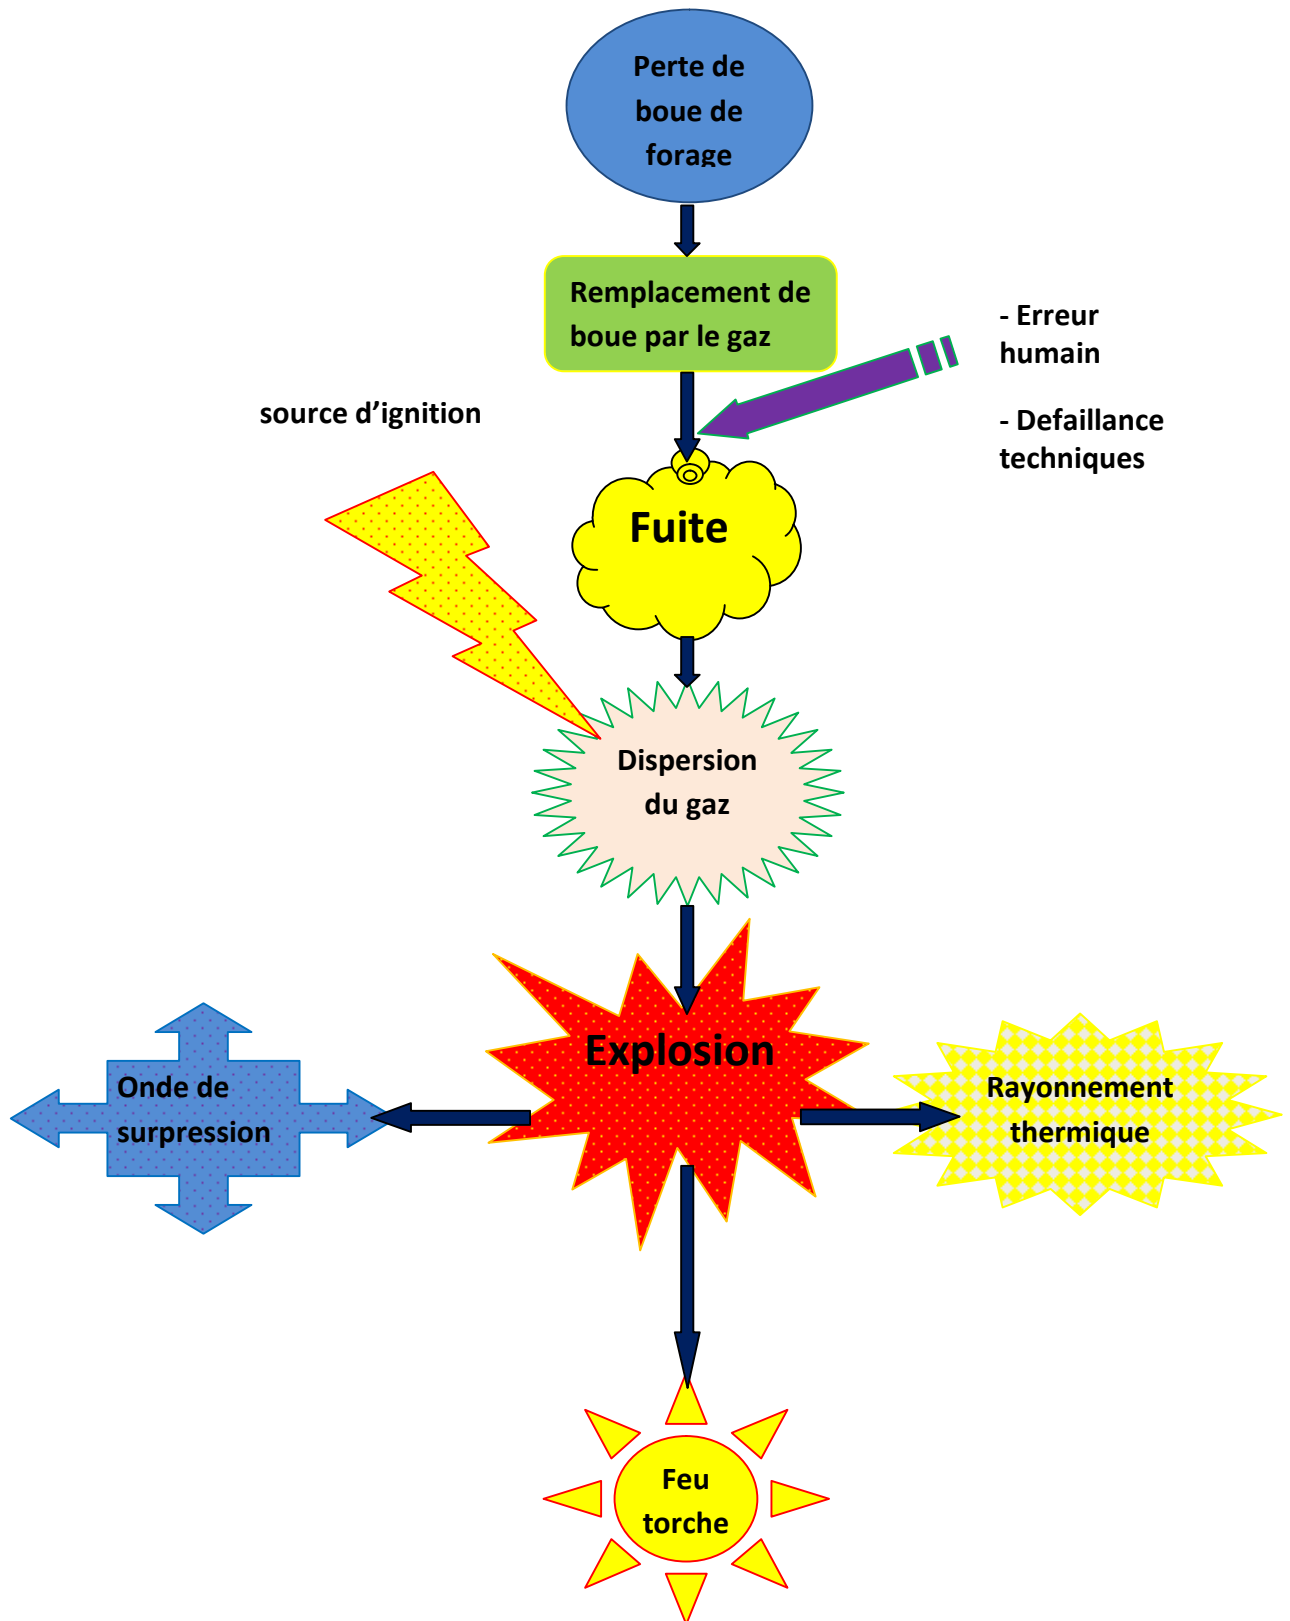 Perte de
boue de
forage
Remplacement de
boue par le gaz
- Erreur
humain
- Defaillance
techniques
source d’ignition
Fuite
Dispersion
du gaz
Explosion
Onde de
surpression
Rayonnement
thermique
Feu
torche